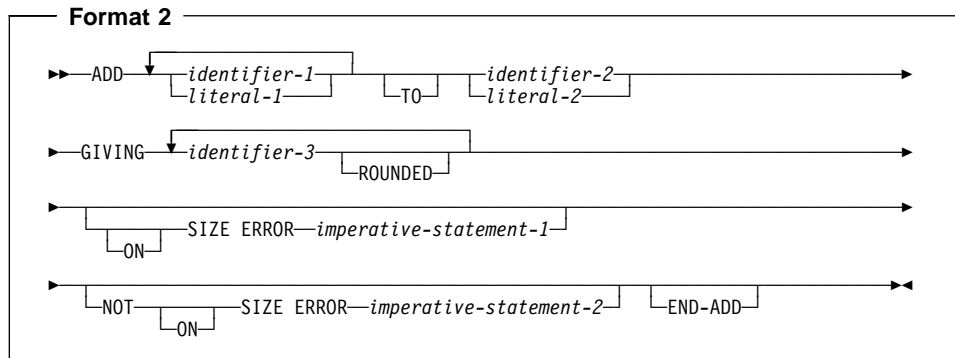 Format 2
ADD identifier-1 identifier-2
literal-1 TO literal-2
GIVING identifier-3
ROUNDED
SIZE ERROR imperative-statement-1
ON
NOT SIZE ERROR imperative-statement-2 END-ADD
ON